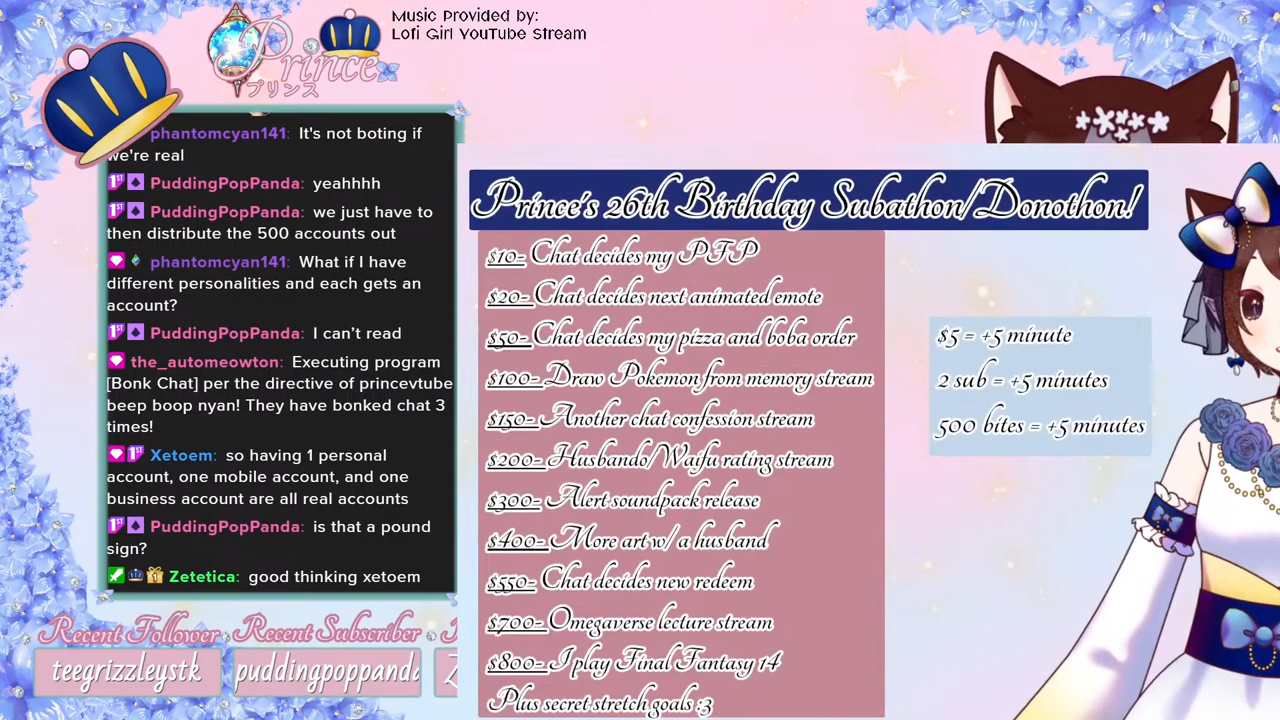 Music Provided by:
Lofi Girl YouTube Stream
Prince
プリンス
phantomcyan141: It's not boting if
we're real
PuddingPopPanda: yeahhhh
PuddingPopPanda: we just have to
then distribute the 500 accounts out
phantomcyan141: What if I have
different personalities and each gets an
account?
PuddingPopPanda: I can't read
the_automeowton: Executing program
[Bonk Chat] per the directive of princevtube
beep boop nyan! They have bonked chat 3
times!
Xetoem: so having 1 personal
account, one mobile account, and one
business account are all real accounts
PuddingPopPanda: is that a pound
sign?
Zetetica: good thinking xetoem
Recent Follower
teegrizzleystk
Recent Subscriber
puddingpoppanda
Prince's 26th Birthday Subathon/Donothon!
$10- Chat decides my PFP
$20- Chat decides next animated emote
$50- Chat decides my pizza and boba order
$100- Draw Pokemon from memory stream
$150- Another chat confession stream
$200- Husbando/Waifu rating stream
$300- Alert soundpack release
$400- More art w/ a husband
$550- Chat decides new redeem
$700- Omegaverse lecture stream
$800- I play Final Fantasy 14
Plus secret stretch goals :3
$5 = +5 minute
2 sub = +5 minutes
500 bites = +5 minutes